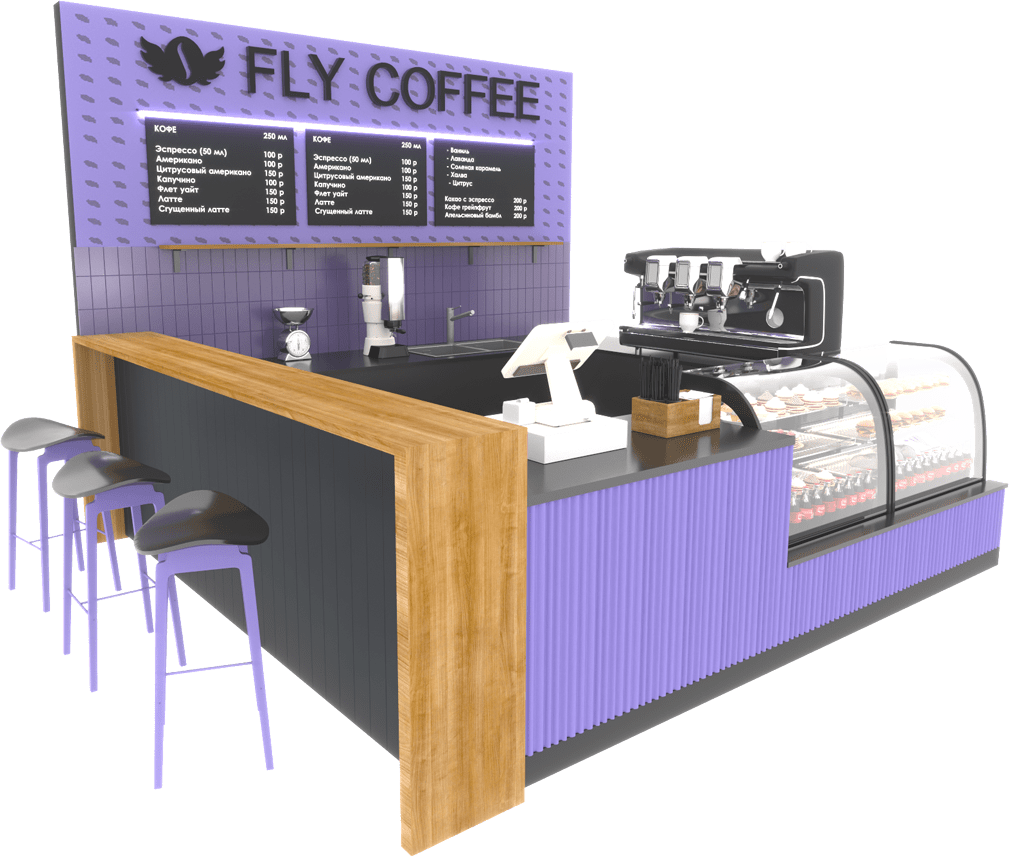 FLY COFFEE
КОФЕ
250 мл
Эспрессо (50 мл) 100 р
Американо 100 р
Цитрусовый американо 150 р
Капучино 100 р
Флет уайт 150 р
Латте 150 р
Сгущенный латте 150 р
КОФЕ
250 мл
Эспрессо (50 мл) 100 р
Американо 100 р
Цитрусовый американо 150 р
Капучино 100 р
Флет уайт 150 р
Латте 150 р
Сгущенный латте 150 р
- Ваниль
- Лаванда
- Соленая карамель
- Халва
- Цитрус
Какао с эспрессо 200 р
Кофе грейпфрут 200 р
Апельсиновый бамбл 200 р